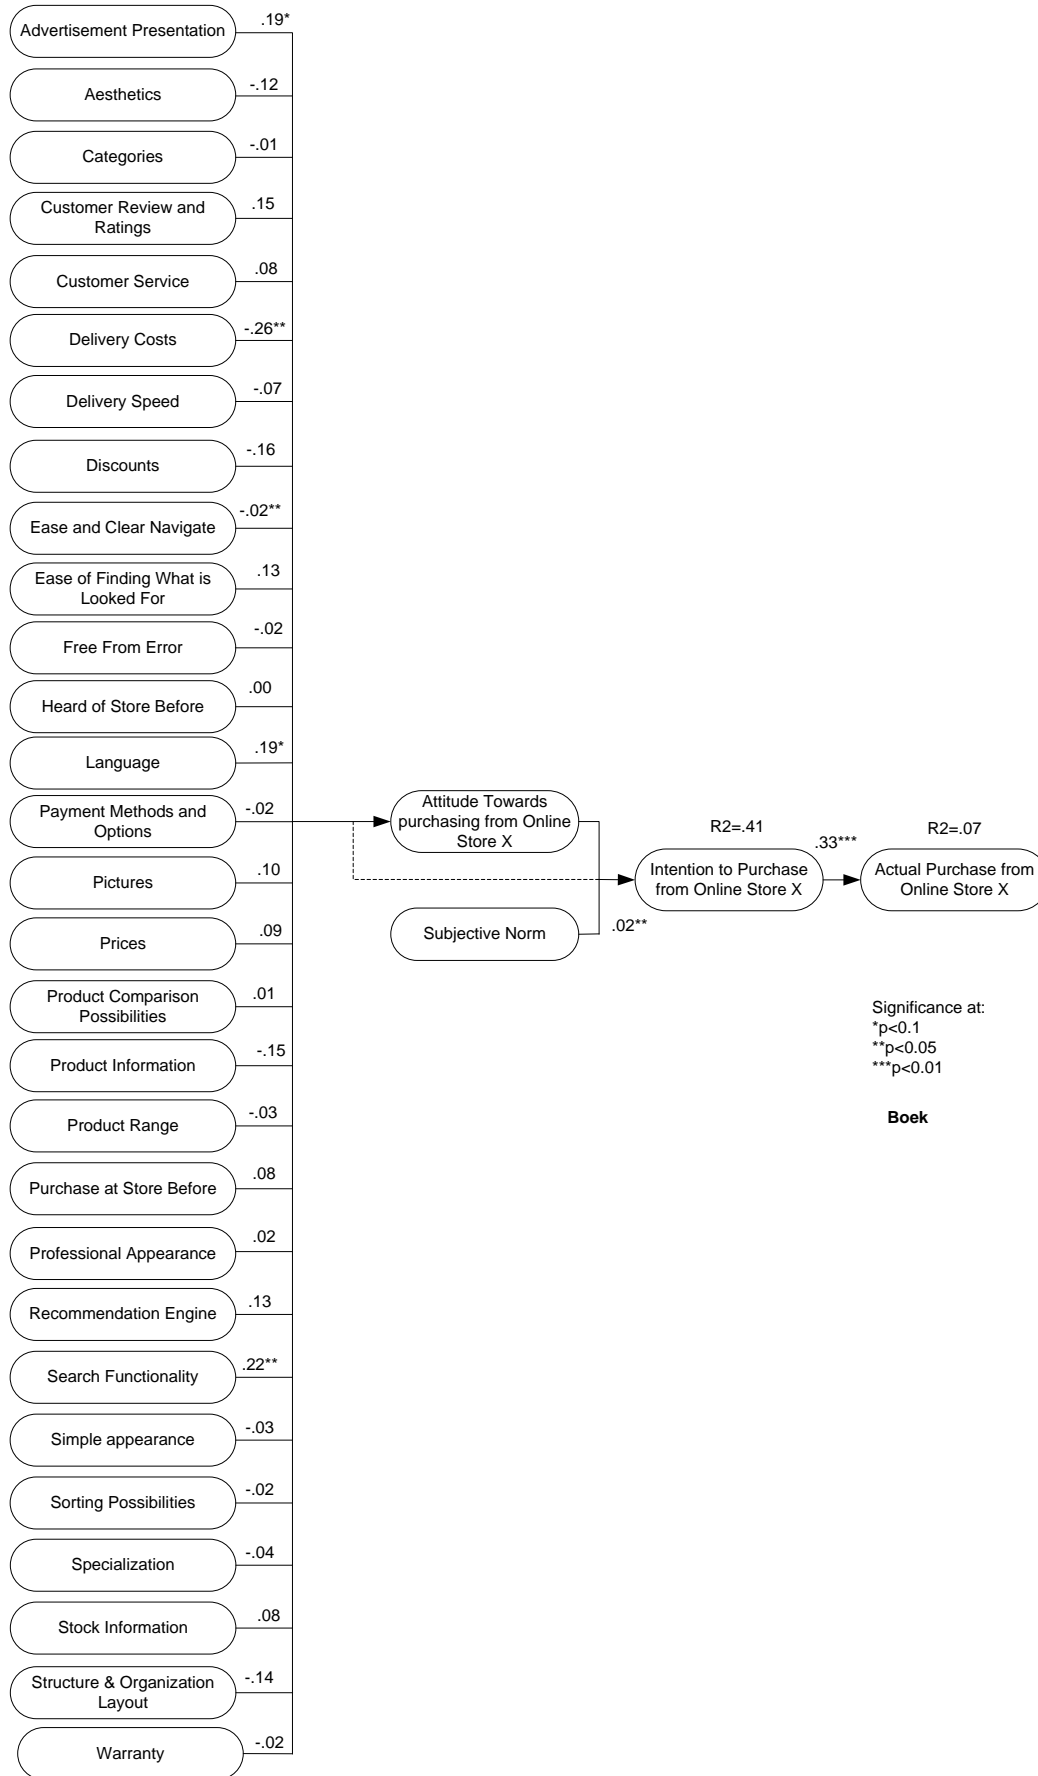 Advertisement Presentation
.19*
Aesthetics
-.12
Categories
-.01
Customer Review and
Ratings
.15
Customer Service
.08
Delivery Costs
-.26**
Delivery Speed
-.07
Discounts
-.16
Ease and Clear Navigate
-.02**
Ease of Finding What is
Looked For
.13
Free From Error
-.02
Heard of Store Before
.00
Language
.19*
Payment Methods and
Options
-.02
Pictures
.10
Prices
.09
Product Comparison
Possibilities
.01
Product Information
-.15
Product Range
-.03
Purchase at Store Before
.08
Professional Appearance
.02
Recommendation Engine
.13
Search Functionality
.22**
Simple appearance
-.03
Sorting Possibilities
-.02
Specialization
-.04
Stock Information
.08
Structure & Organization
Layout
-.14
Warranty
-.02
Attitude Towards
purchasing from Online
Store X
Subjective Norm
.02**
R2=.41
Intention to Purchase
from Online Store X
.33***
R2=.07
Actual Purchase from
Online Store X
Significance at:
*p<0.1
**p<0.05
***p<0.01
Boek